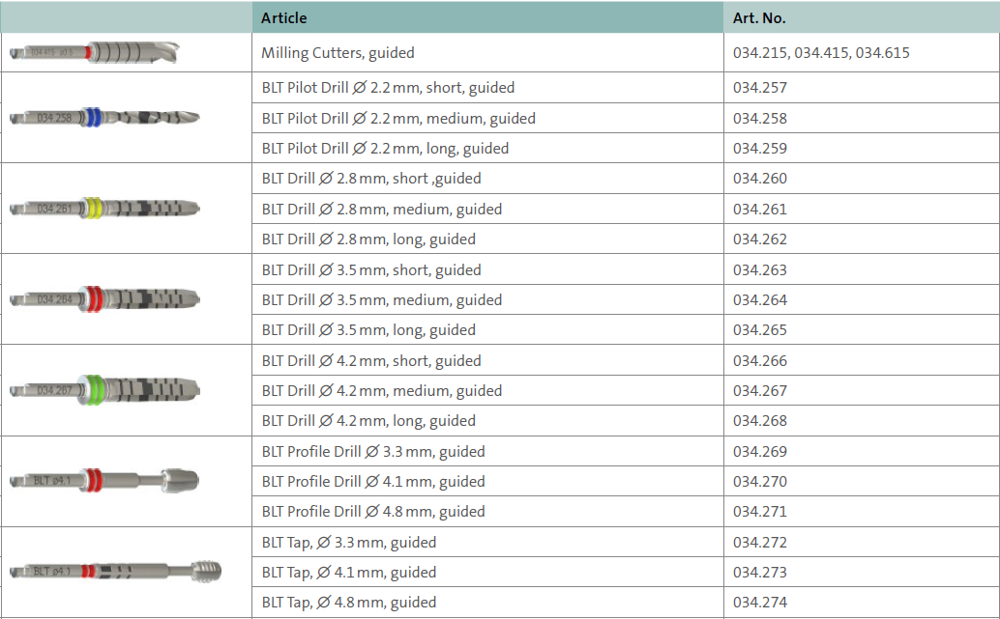 Article Art. No.
034.415 Milling Cutters, guided 034.215, 034.415, 034.615
BLT Pilot Drill Ø 2.2 mm, short, guided 034.257
034.258 BLT Pilot Drill Ø 2.2 mm, medium, guided 034.258
BLT Pilot Drill Ø 2.2 mm, long, guided 034.259
BLT Drill Ø 2.8 mm, short ,guided 034.260
034.261 BLT Drill Ø 2.8 mm, medium, guided 034.261
BLT Drill Ø 2.8 mm, long, guided 034.262
BLT Drill Ø 3.5 mm, short, guided 034.263
034.264 BLT Drill Ø 3.5 mm, medium, guided 034.264
BLT Drill Ø 3.5 mm, long, guided 034.265
BLT Drill Ø 4.2 mm, short, guided 034.266
034.267 BLT Drill Ø 4.2 mm, medium, guided 034.267
BLT Drill Ø 4.2 mm, long, guided 034.268
BLT Profile Drill Ø 3.3 mm, guided 034.269
BLT ø4.1 BLT Profile Drill Ø 4.1 mm, guided 034.270
BLT Profile Drill Ø 4.8 mm, guided 034.271
BLT Tap, Ø 3.3 mm, guided 034.272
BLT ø4.1 BLT Tap, Ø 4.1 mm, guided 034.273
BLT Tap, Ø 4.8 mm, guided 034.274